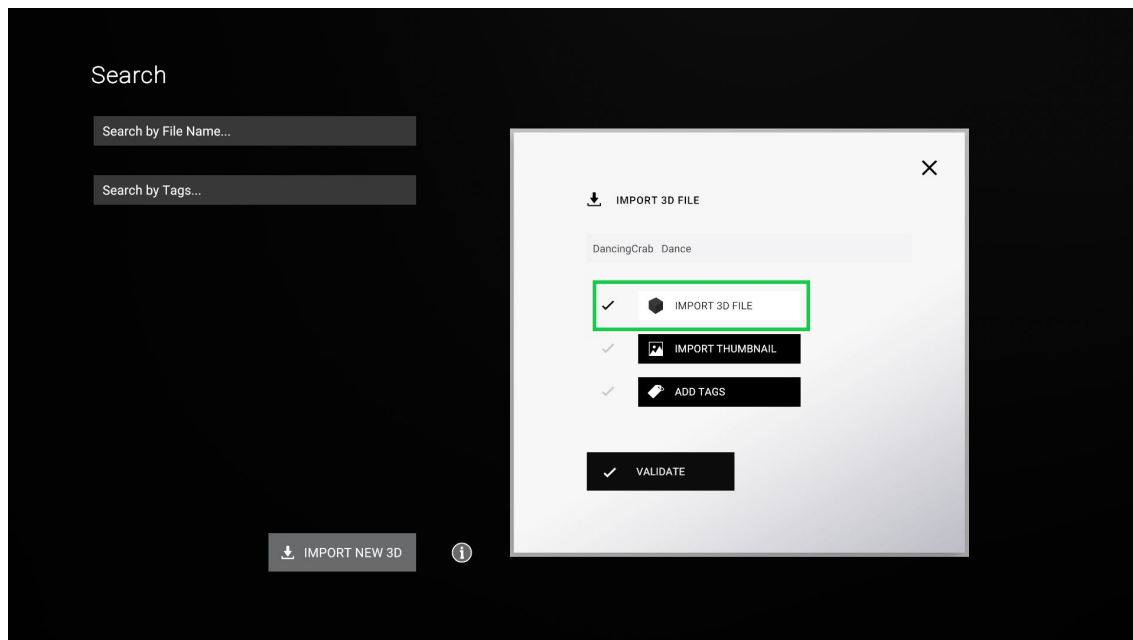 Search
Search by File Name...
Search by Tags...
IMPORT NEW 3D
IMPORT 3D FILE
DancingCrab Dance
IMPORT 3D FILE
IMPORT THUMBNAIL
ADD TAGS
VALIDATE